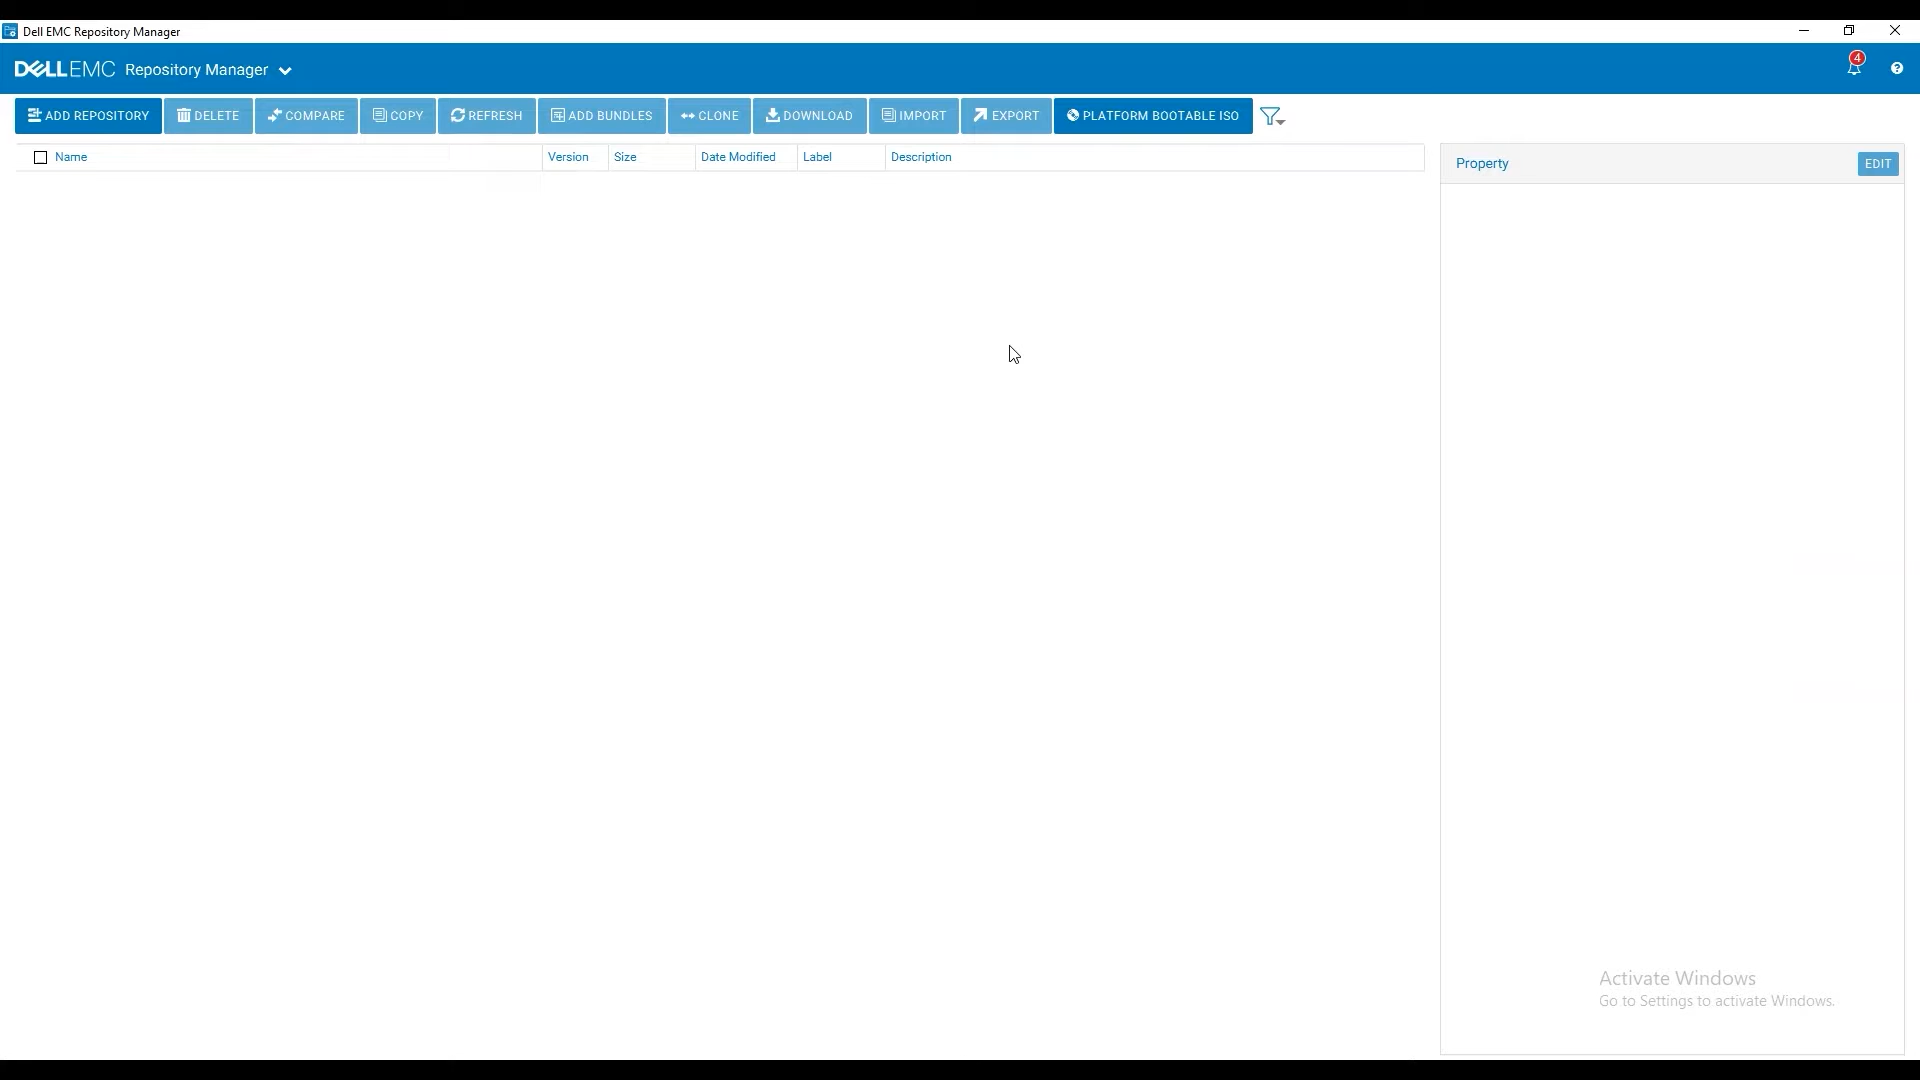 Dell EMC Repository Manager
DELLEMC Repository Manager
4
?
ADD REPOSITORY DELETE COMPARE COPY REFRESH ADD BUNDLES CLONE DOWNLOAD IMPORT EXPORT PLATFORM BOOTABLE ISO
Name Version Size Date Modified Label Description
Property EDIT
Activate Windows
Go to Settings to activate Windows.